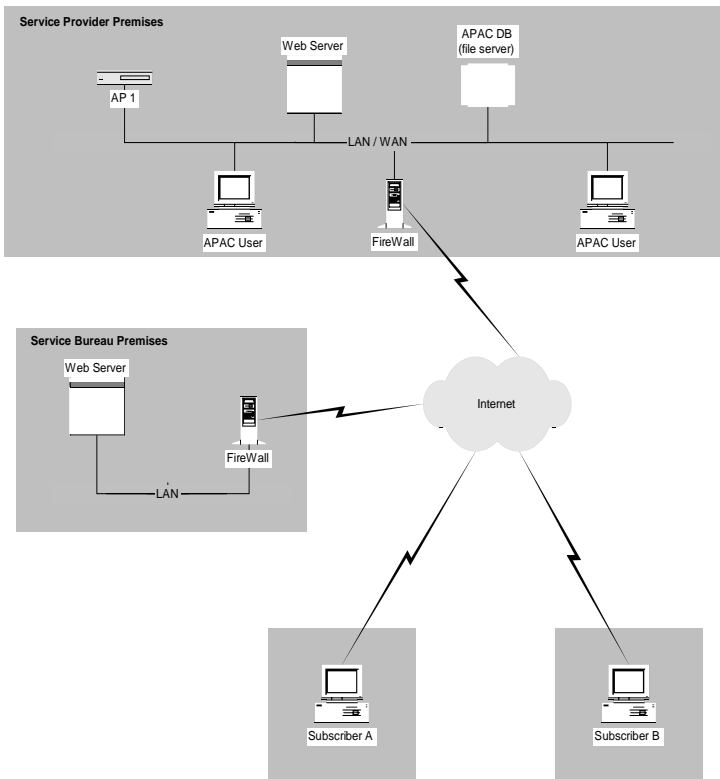 Service Provider Premises
Web Server
APAC DB
(file server)
AP 1
LAN / WAN
APAC User
FireWall
APAC User
Service Bureau Premises
Web Server
FireWall
LAN
Internet
Subscriber A
Subscriber B